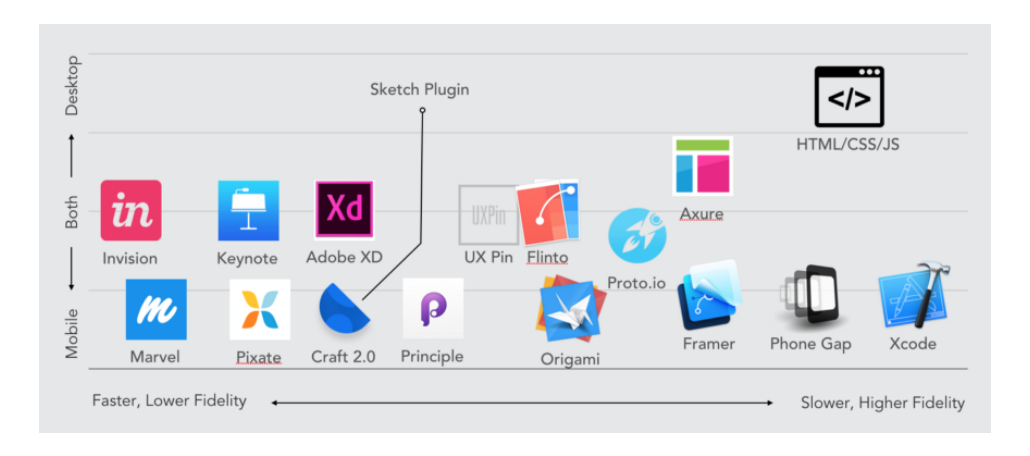 Desktop
Both
Mobile
Sketch Plugin
</>
HTML/CSS/JS
in
Xd
UXPin
Axure
Invision
Keynote
Adobe XD
UX Pin
Flinto
Proto.io
m
p
Marvel
Pixate
Craft 2.0
Principle
Origami
Framer
Phone Gap
Xcode
Faster, Lower Fidelity
Slower, Higher Fidelity